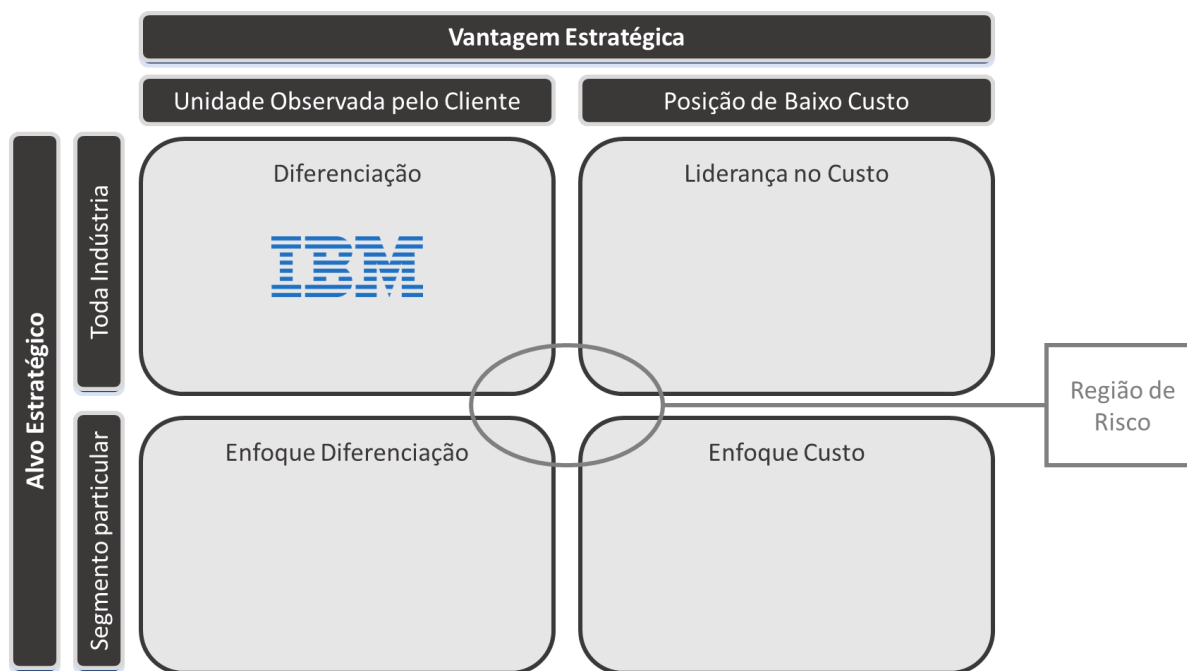 Vantagem Estratégica
Unidade Observada pelo Cliente
Posição de Baixo Custo
Alvo Estratégico
Toda Indústria
Diferenciação
IBM
Liderança no Custo
Região de
Risco
Segmento particular
Enfoque Diferenciação
Enfoque Custo